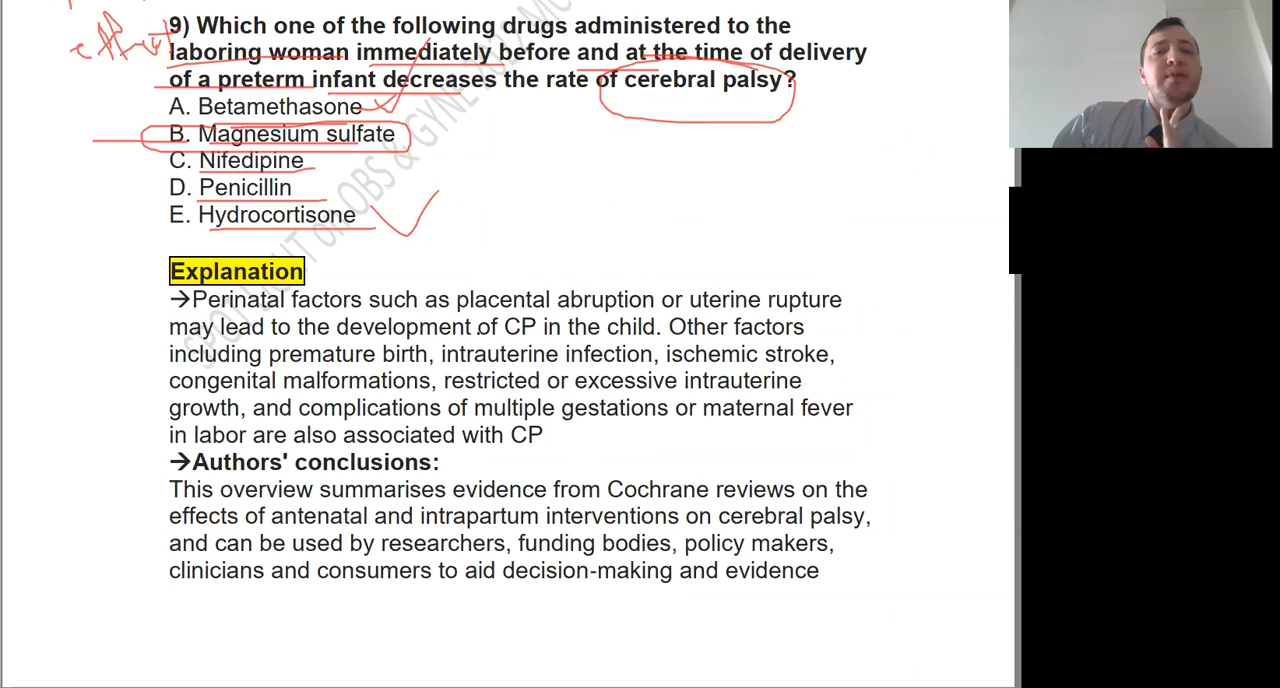 9) Which one of the following drugs administered to the
laboring woman immediately before and at the time of delivery
of a preterm infant decreases the rate of cerebral palsy?
A. Betamethasone
B. Magnesium sulfate
C. Nifedipine
D. Penicillin
E. Hydrocortisone
Explanation
→Perinatal factors such as placental abruption or uterine rupture
may lead to the development of CP in the child. Other factors
including premature birth, intrauterine infection, ischemic stroke,
congenital malformations, restricted or excessive intrauterine
growth, and complications of multiple gestations or maternal fever
in labor are also associated with CP
→Authors' conclusions:
This overview summarises evidence from Cochrane reviews on the
effects of antenatal and intrapartum interventions on cerebral palsy,
and can be used by researchers, funding bodies, policy makers,
clinicians and consumers to aid decision-making and evidence